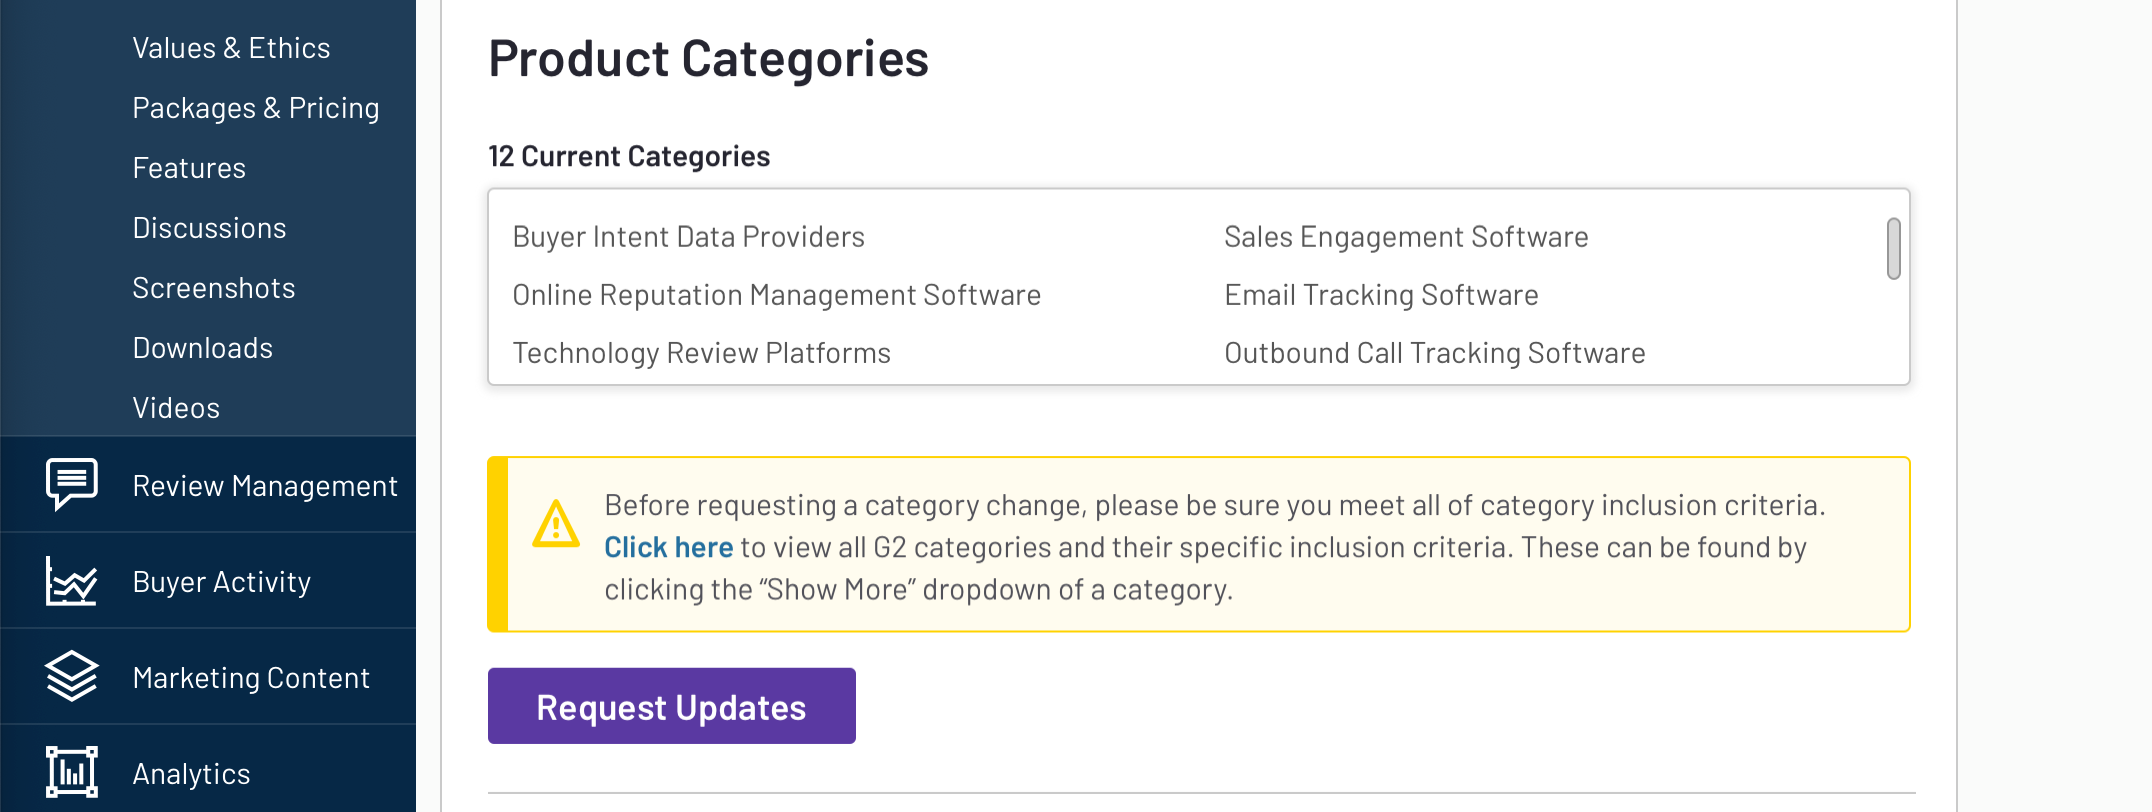 Values & Ethics
Packages & Pricing
Features
Discussions
Screenshots
Downloads
Videos
Review Management
Buyer Activity
Marketing Content
Analytics
Product Categories
12 Current Categories
Buyer Intent Data Providers
Sales Engagement Software
Online Reputation Management Software
Email Tracking Software
Technology Review Platforms
Outbound Call Tracking Software
Before requesting a category change, please be sure you meet all of category inclusion criteria.
Click here to view all G2 categories and their specific inclusion criteria. These can be found by
clicking the “Show More” dropdown of a category.
Request Updates